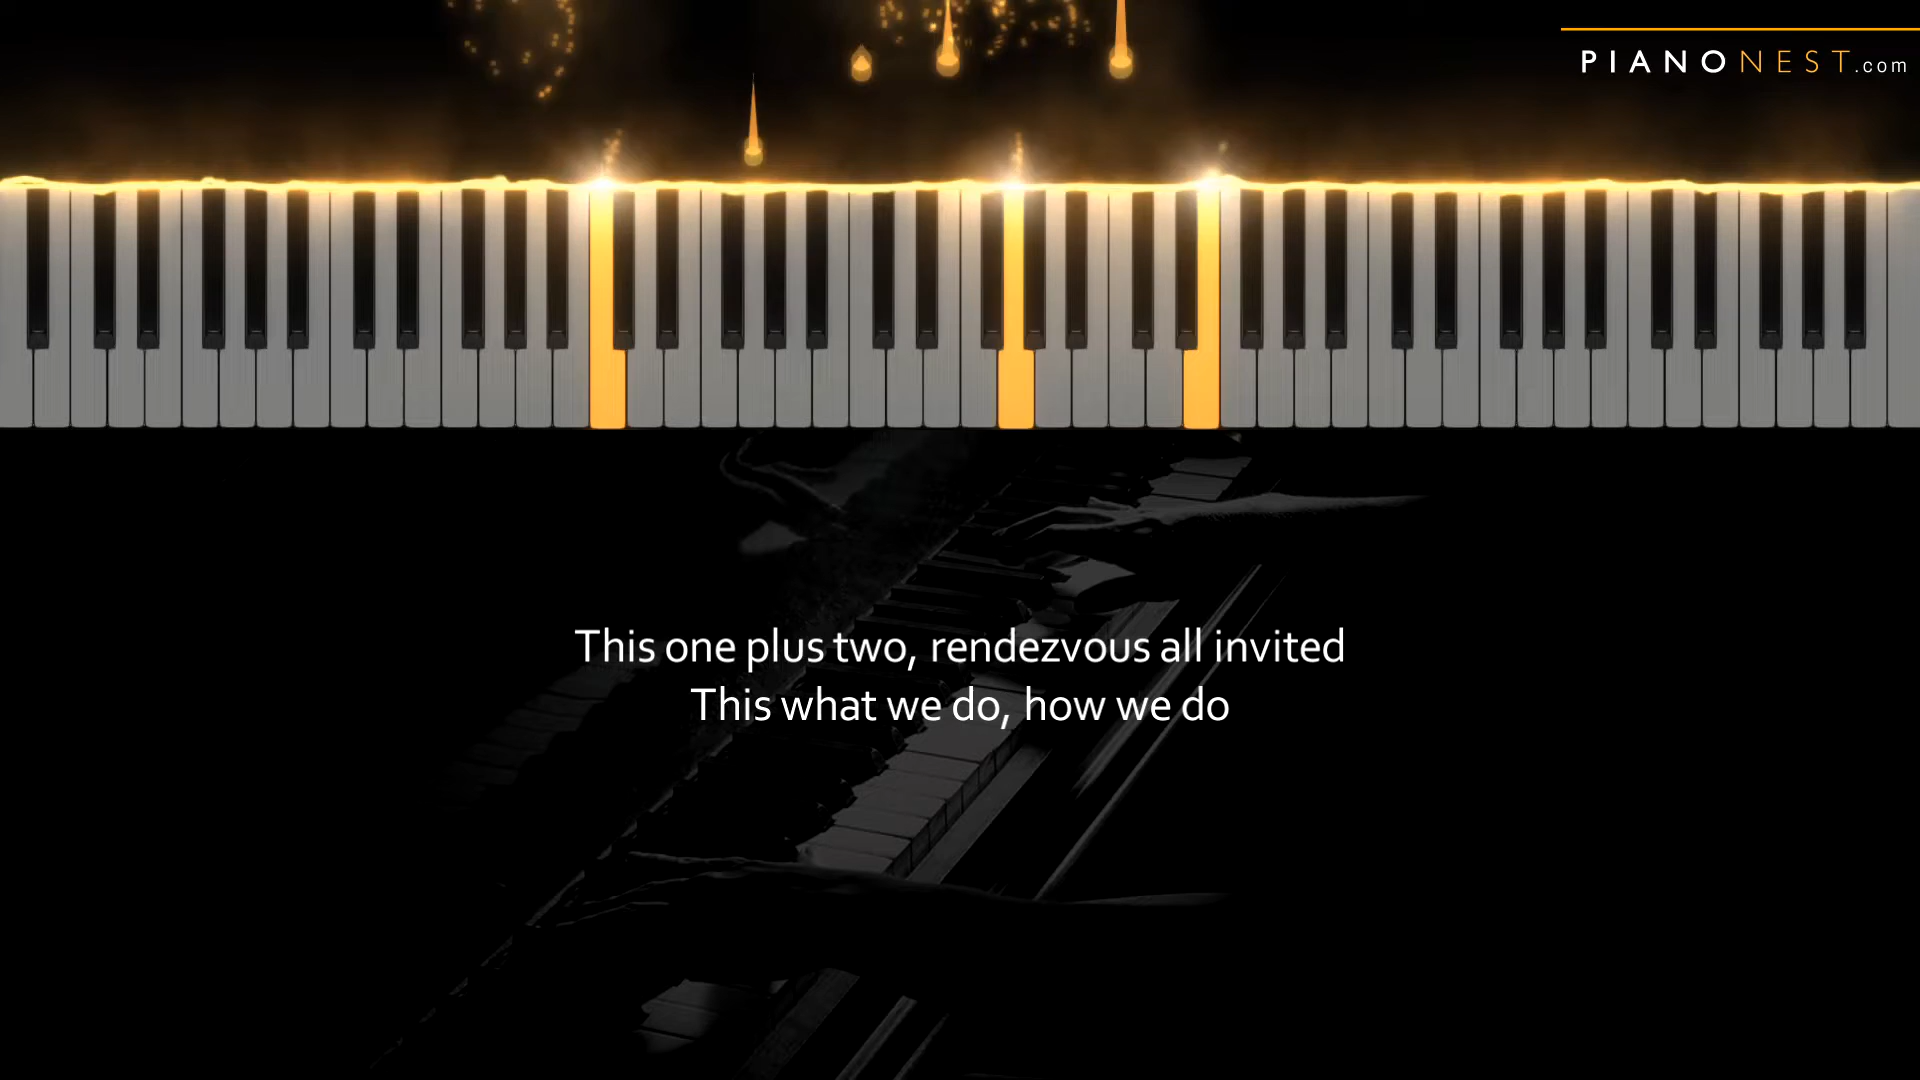 PIANONEST.com
This one plus two, rendezvous all invited
This what we do, how we do